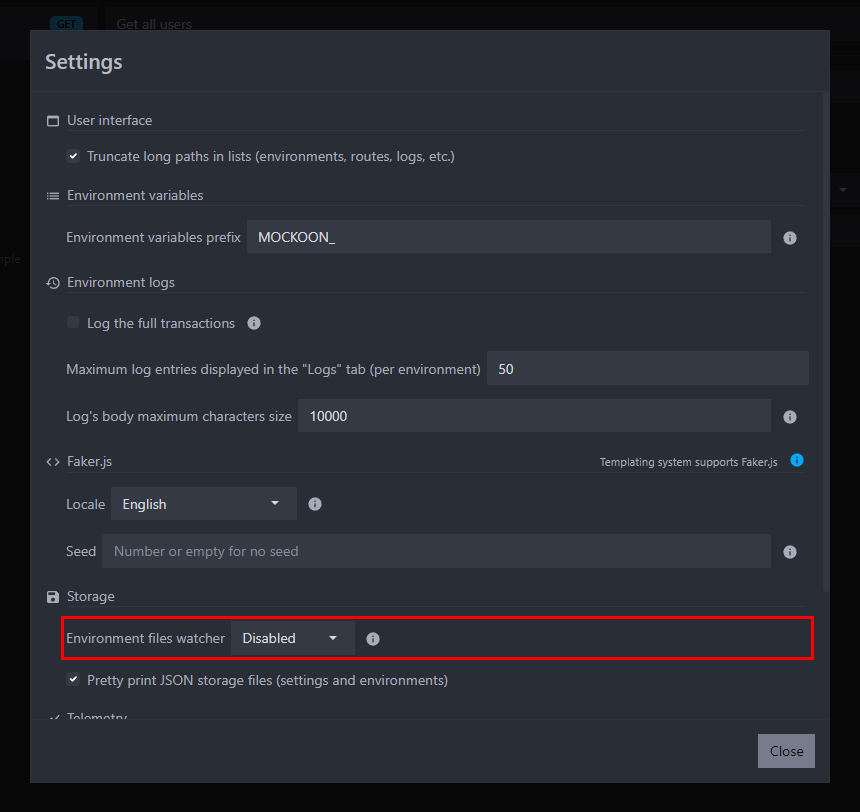 GET Get all users
Settings
User interface
Truncate long paths in lists (environments, routes, logs, etc.)
Environment variables
Environment variables prefix MOCKOON_
Environment logs
Log the full transactions
Maximum log entries displayed in the "Logs" tab (per environment) 50
Log's body maximum characters size 10000
Faker.js Templating system supports Faker.js
Locale English
Seed Number or empty for no seed
Storage
Environment files watcher Disabled
Pretty print JSON storage files (settings and environments)
Telemetry
Close